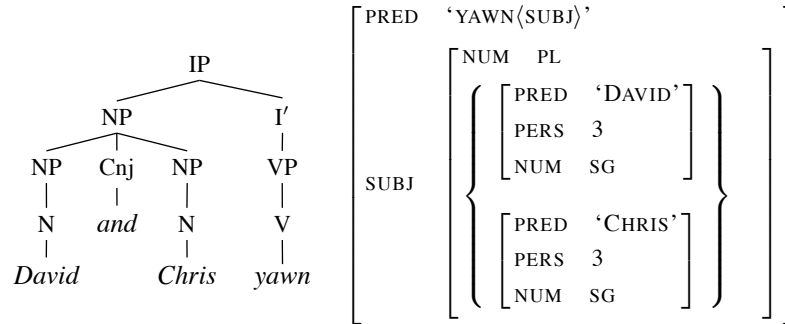 IP
NP I′
NP Cnj NP VP
N and N V
David Chris yawn
PRED ‘YAWN⟨SUBJ⟩’
SUBJ
NUM PL
PRED ‘DAVID’
PERS 3
NUM SG
PRED ‘CHRIS’
PERS 3
NUM SG